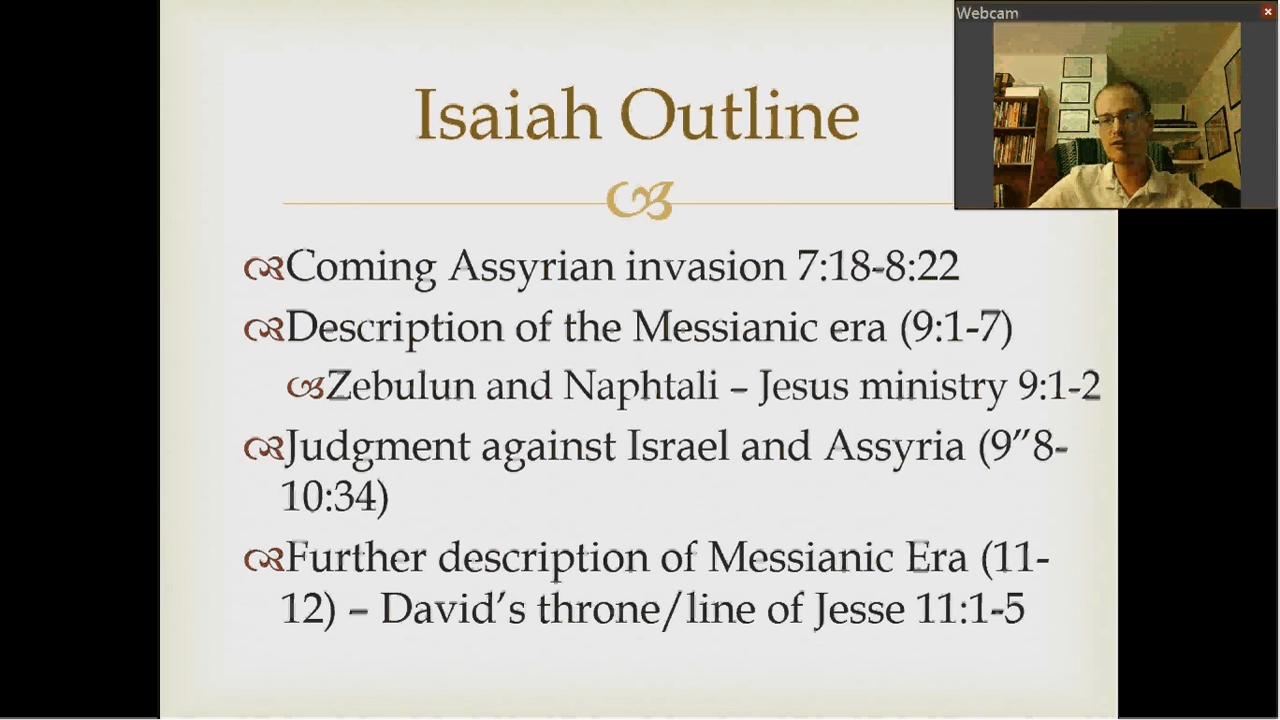 Webcam
Isaiah Outline
Coming Assyrian invasion 7:18-8:22
Description of the Messianic era (9:1-7)
Zebulun and Naphtali – Jesus ministry 9:1-2
Judgment against Israel and Assyria (9”8-
10:34)
Further description of Messianic Era (11-
12) – David’s throne/line of Jesse 11:1-5